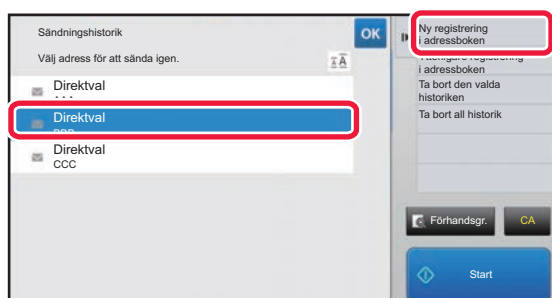 Sändningshistorik
OK
Välj adress för att sända igen.
Direktval
Direktval
Direktval
CCC
Ny registrering
i adressboken
i adressboken
Ta bort den valda
historiken
Ta bort all historik
Förhandsgr.
CA
Start